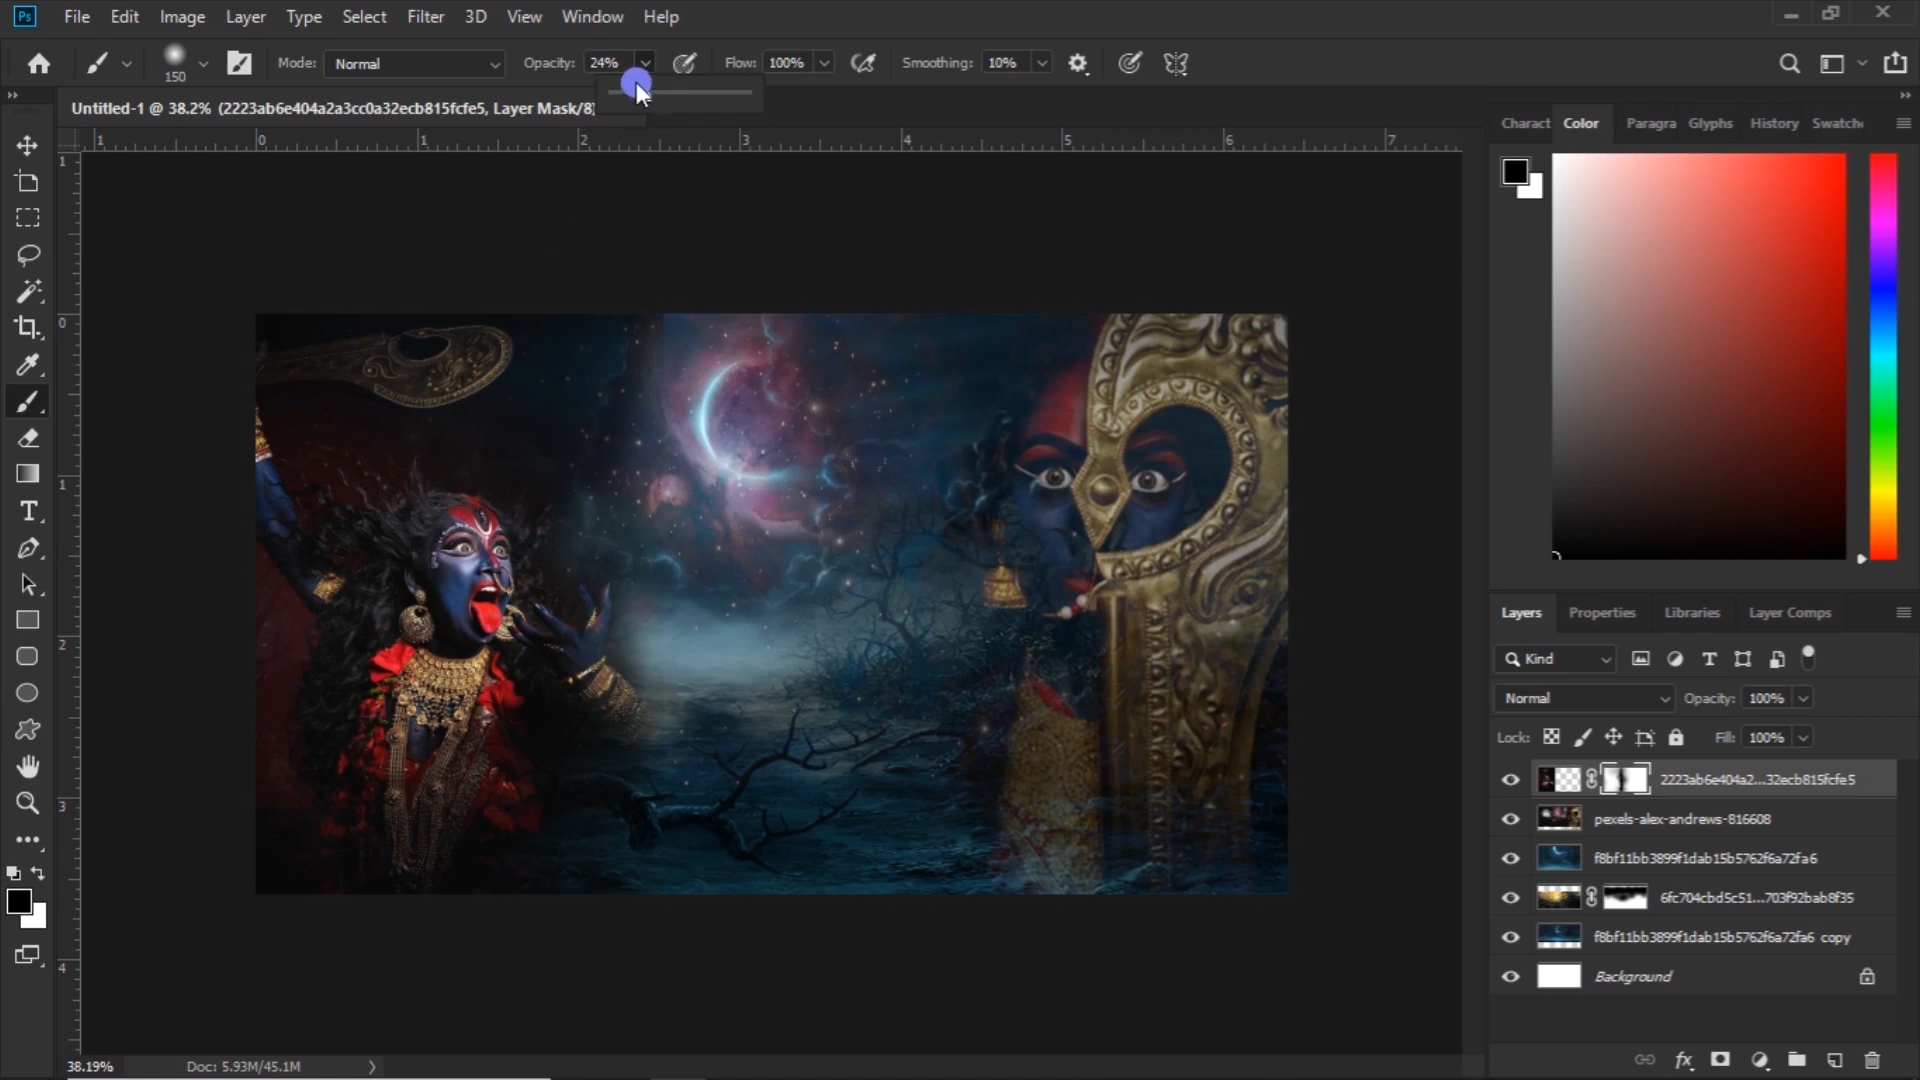 Ps File Edit Image Layer Type Select Filter 3D View Window Help
150 Mode: Normal Opacity: 24% Flow: 100% Smoothing: 10%
Untitled-1 @ 38.2% (2223ab6e404a2a3cc0a32ecb815fcfe5, Layer Mask/8)
Charact Color Paragra Glyphs History Swatch
1 0 1 2 3 4 5 6 7
1
0
1
2
3
4
Layers Properties Libraries Layer Comps
Kind
Normal Opacity: 100%
Lock: Fill: 100%
2223ab6e404a2...32ecb815fcfe5
pexels-alex-andrews-816608
f8bf11bb3899f1dab15b5762f6a72fa6
6fc704cbd5c51...703f92bab8f35
f8bf11bb3899f1dab15b5762f6a72fa6 copy
Background
38.19% Doc: 5.93M/45.1M